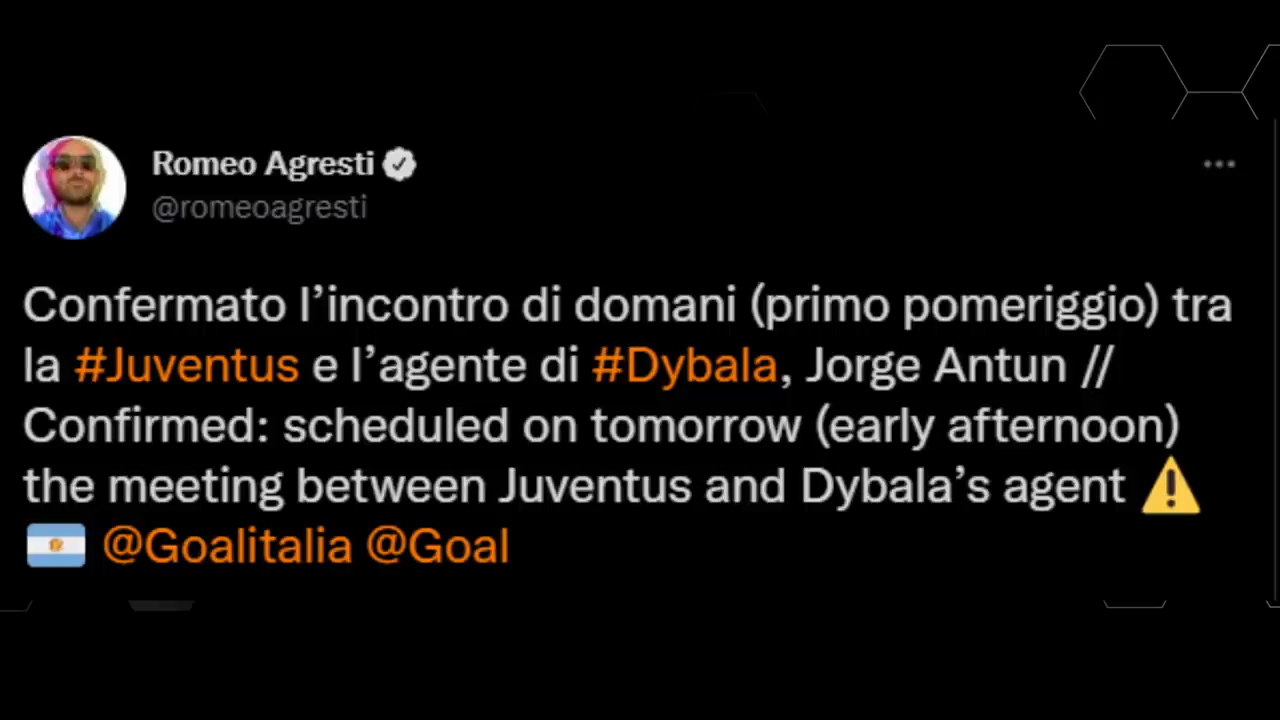 Romeo Agresti
@romeoagresti
Confermato l’incontro di domani (primo pomeriggio) tra
la #Juventus e l’agente di #Dybala, Jorge Antun //
Confirmed: scheduled on tomorrow (early afternoon)
the meeting between Juventus and Dybala’s agent ⚠️
🇦🇷 @Goalitalia @Goal